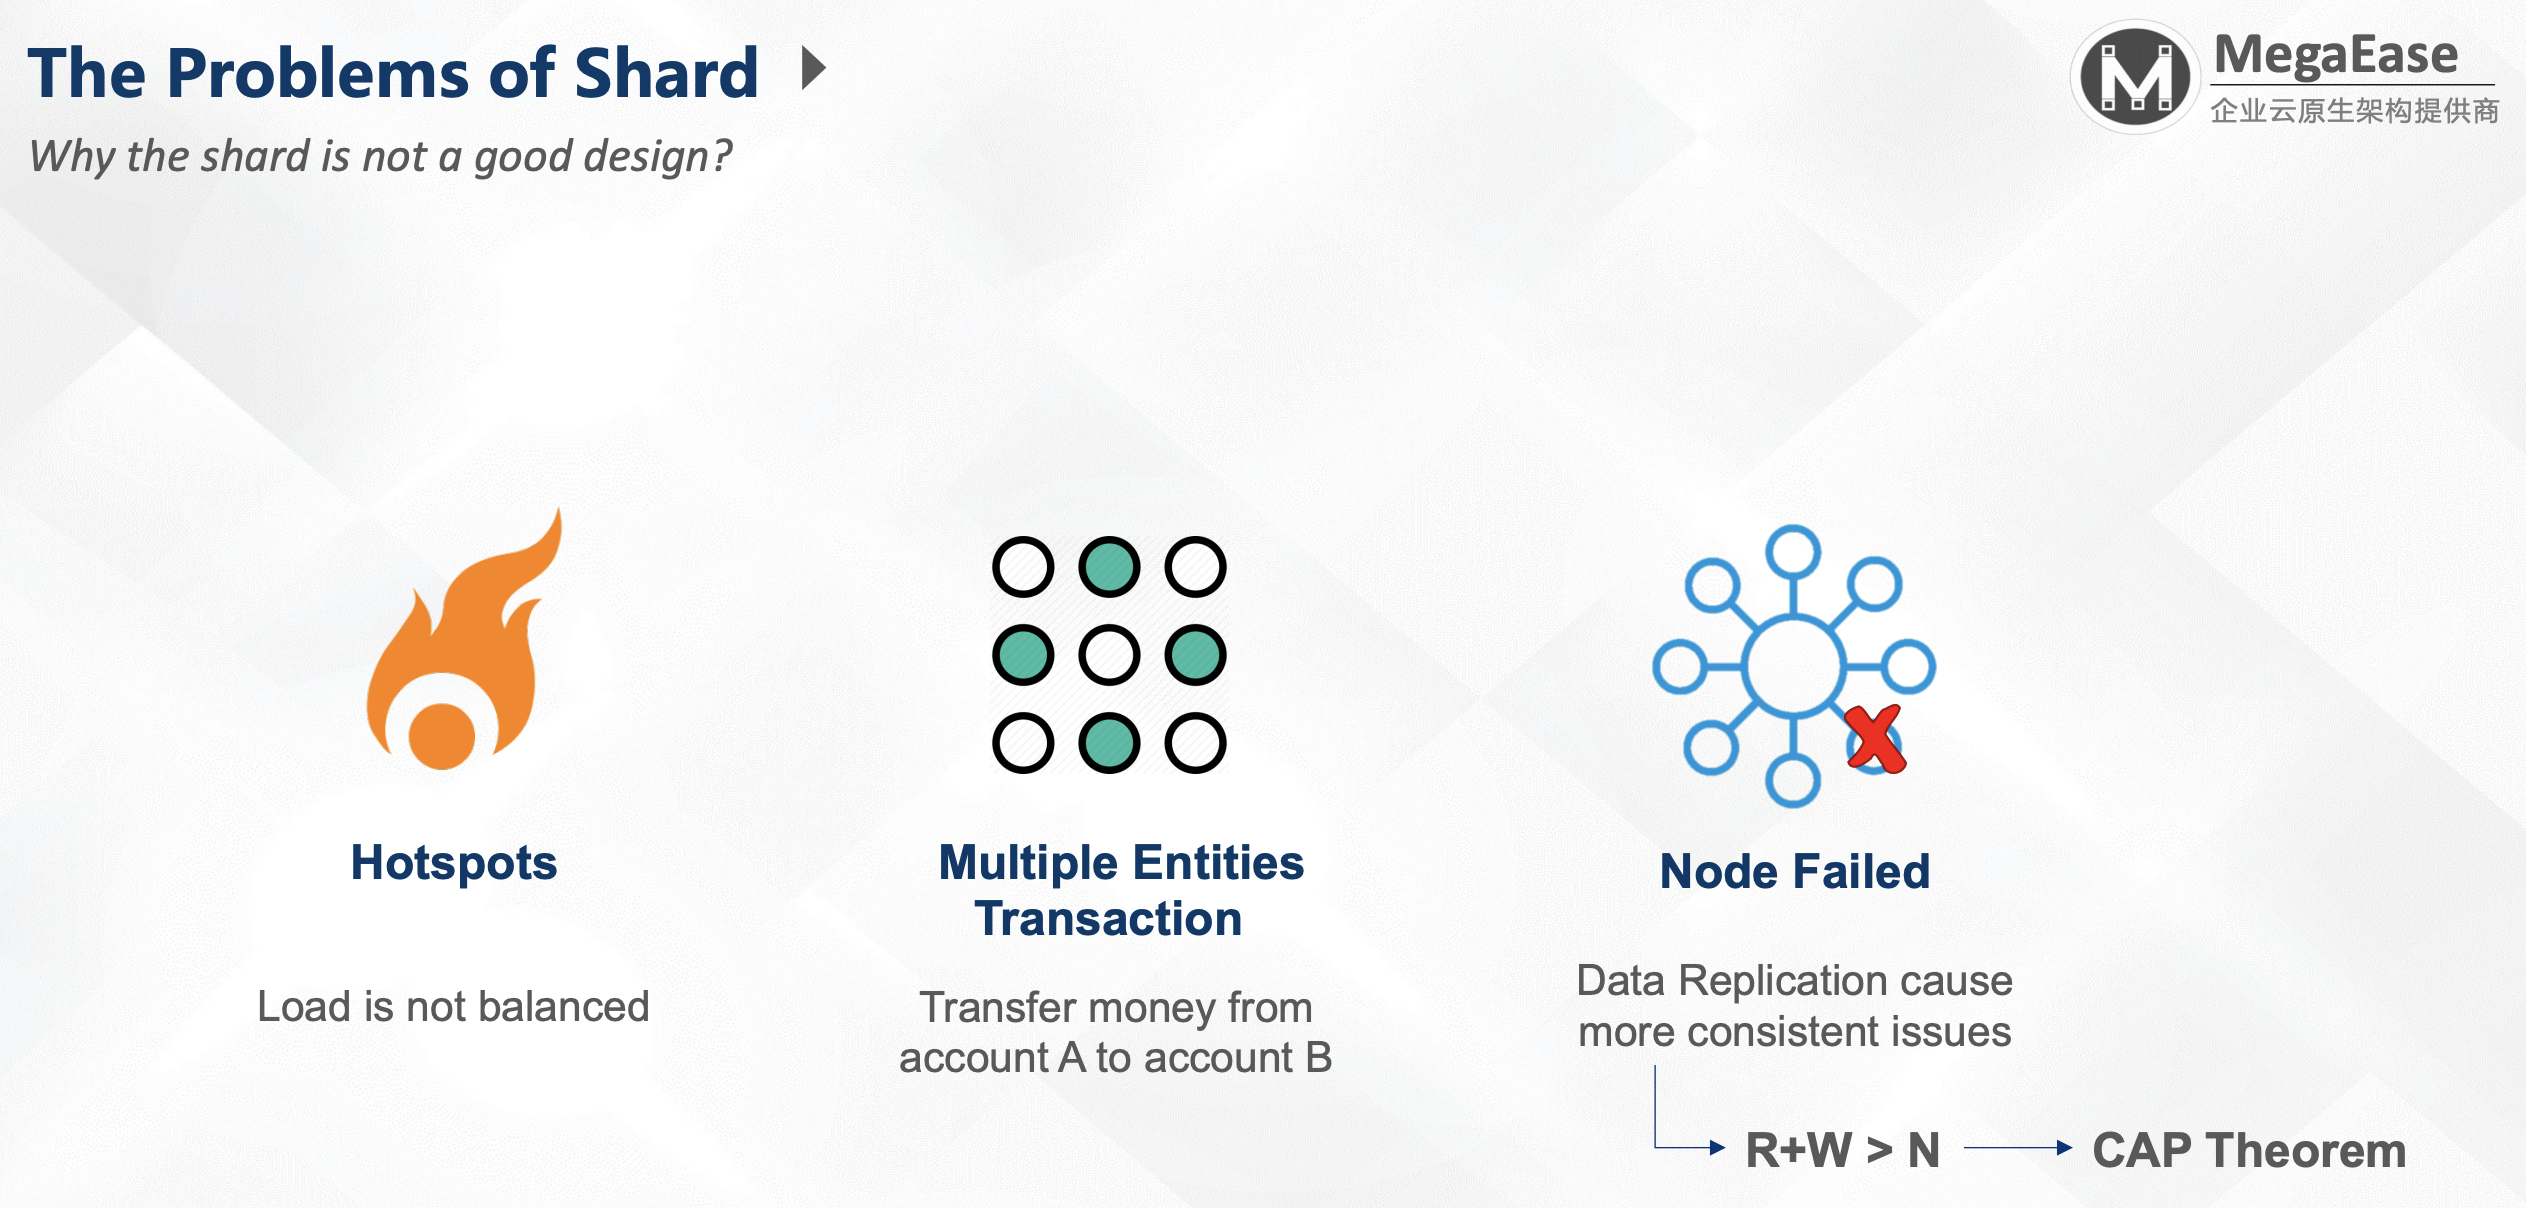 The Problems of Shard
Why the shard is not a good design?
MegaEase
企业云原生架构提供商
Hotspots
Load is not balanced
Multiple Entities
Transaction
Transfer money from
account A to account B
Node Failed
Data Replication cause
more consistent issues
R+W > N
CAP Theorem